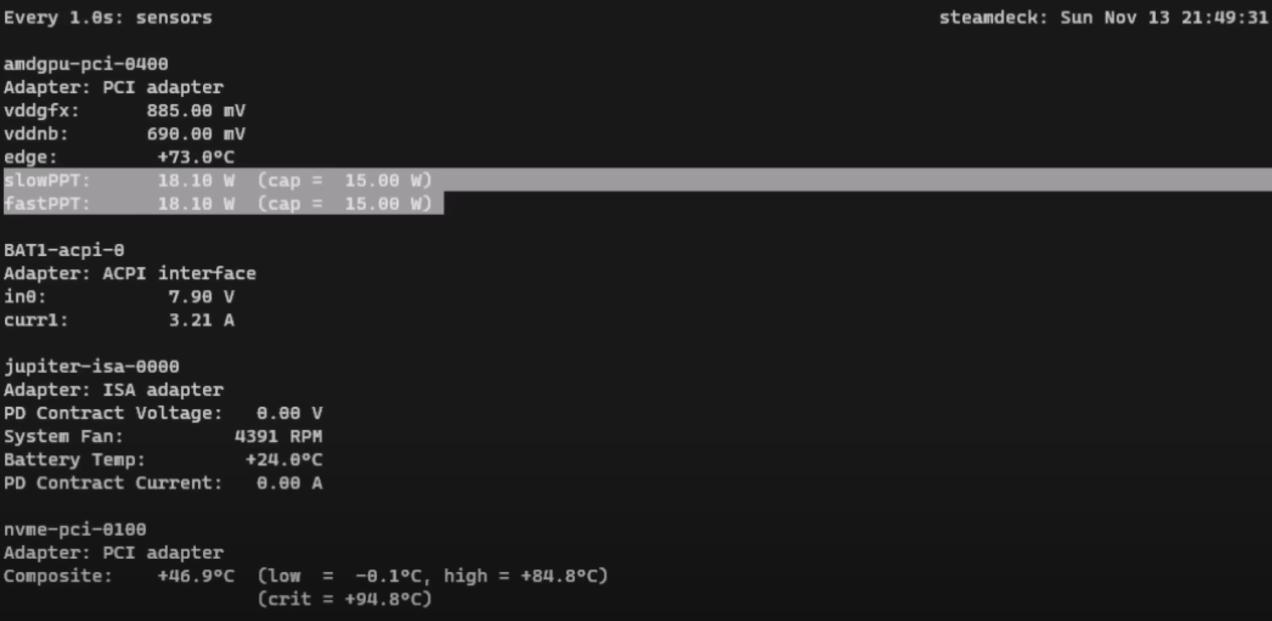 Every 1.0s: sensors steamdeck: Sun Nov 13 21:49:31
amdgpu-pci-0400
Adapter: PCI adapter
vddgfx: 885.00 mV
vddnb: 690.00 mV
edge: +73.0°C
slowPPT: 18.10 W (cap = 15.00 W)
fastPPT: 18.10 W (cap = 15.00 W)
BAT1-acpi-0
Adapter: ACPI interface
in0: 7.90 V
curr1: 3.21 A
jupiter-isa-0000
Adapter: ISA adapter
PD Contract Voltage: 0.00 V
System Fan: 4391 RPM
Battery Temp: +24.0°C
PD Contract Current: 0.00 A
nvme-pci-0100
Adapter: PCI adapter
Composite: +46.9°C (low = -0.1°C, high = +84.8°C)
(crit = +94.8°C)